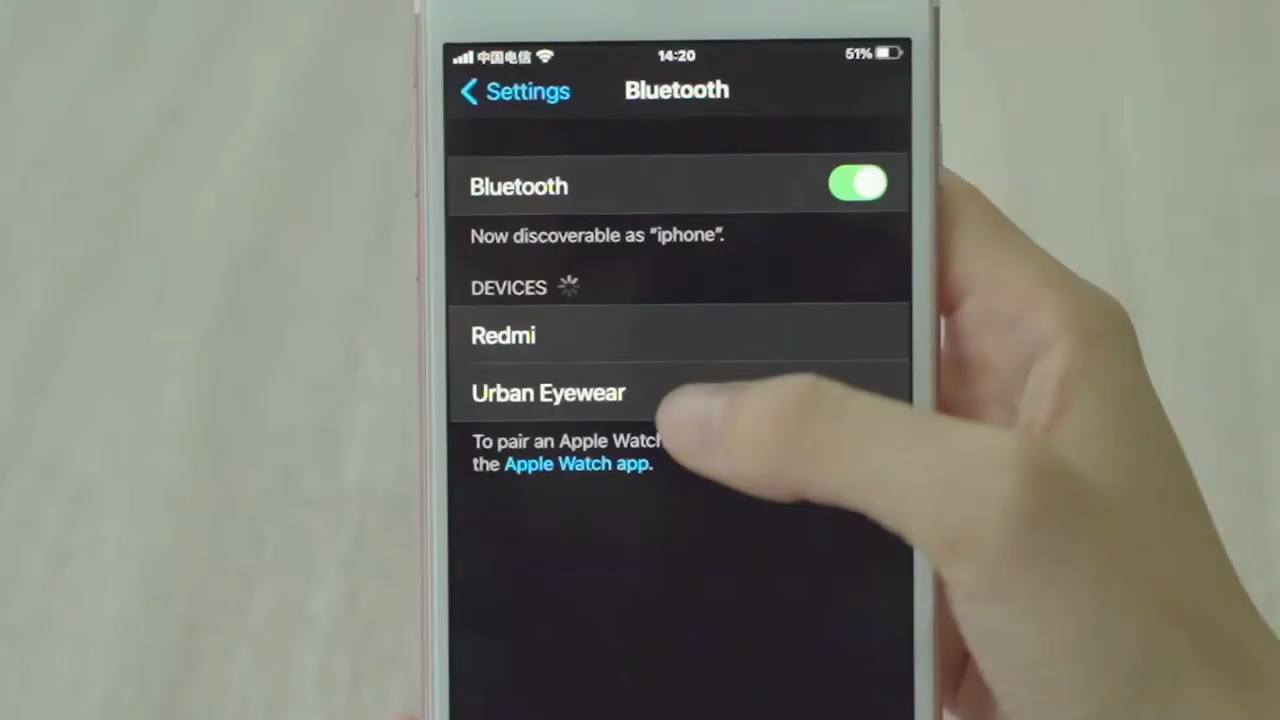 中国电信 14:20 51%
Settings Bluetooth
Bluetooth
Now discoverable as "iphone".
DEVICES
Redmi
Urban Eyewear
To pair an Apple Watch
the Apple Watch app.